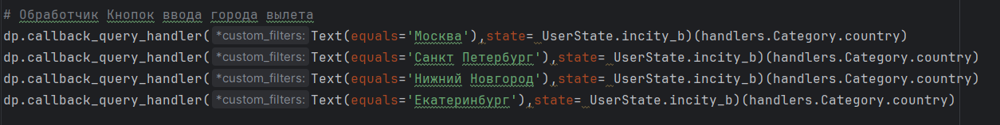 # Обработчик Кнопок ввода города вылета
dp.callback_query_handler( *custom_filters: Text(equals='Москва'),state= UserState.incity_b)(handlers.Category.country)
dp.callback_query_handler( *custom_filters: Text(equals='Санкт Петербург'),state= UserState.incity_b)(handlers.Category.country)
dp.callback_query_handler( *custom_filters: Text(equals='Нижний Новгород'),state= UserState.incity_b)(handlers.Category.country)
dp.callback_query_handler( *custom_filters: Text(equals='Екатеринбург'),state= UserState.incity_b)(handlers.Category.country)